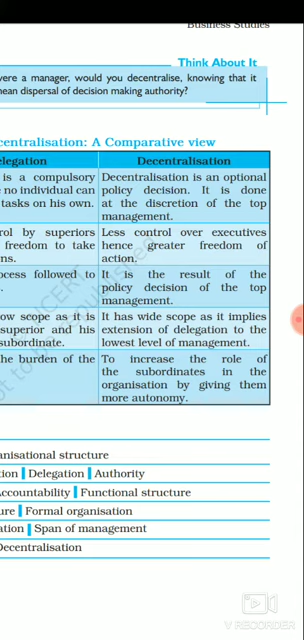 Business Studies
Think About It
were a manager, would you decentralise, knowing that it
mean dispersal of decision making authority?
centralisation: A Comparative view
elegation Decentralisation
is a compulsory Decentralisation is an optional
e no individual can policy decision. It is done
tasks on his own. at the discretion of the top
management.
rol by superiors Less control over executives
freedom to take hence greater freedom of
ns. action.
ocess followed to It is the result of the
. policy decision of the top
management.
ow scope as it is It has wide scope as it implies
superior and his extension of delegation to the
subordinate. lowest level of management.
he burden of the To increase the role of
the subordinates in the
organisation by giving them
more autonomy.
anisational structure
tion | Delegation | Authority
Accountability | Functional structure
ure | Formal organisation
ation | Span of management
Decentralisation
V RECORDER